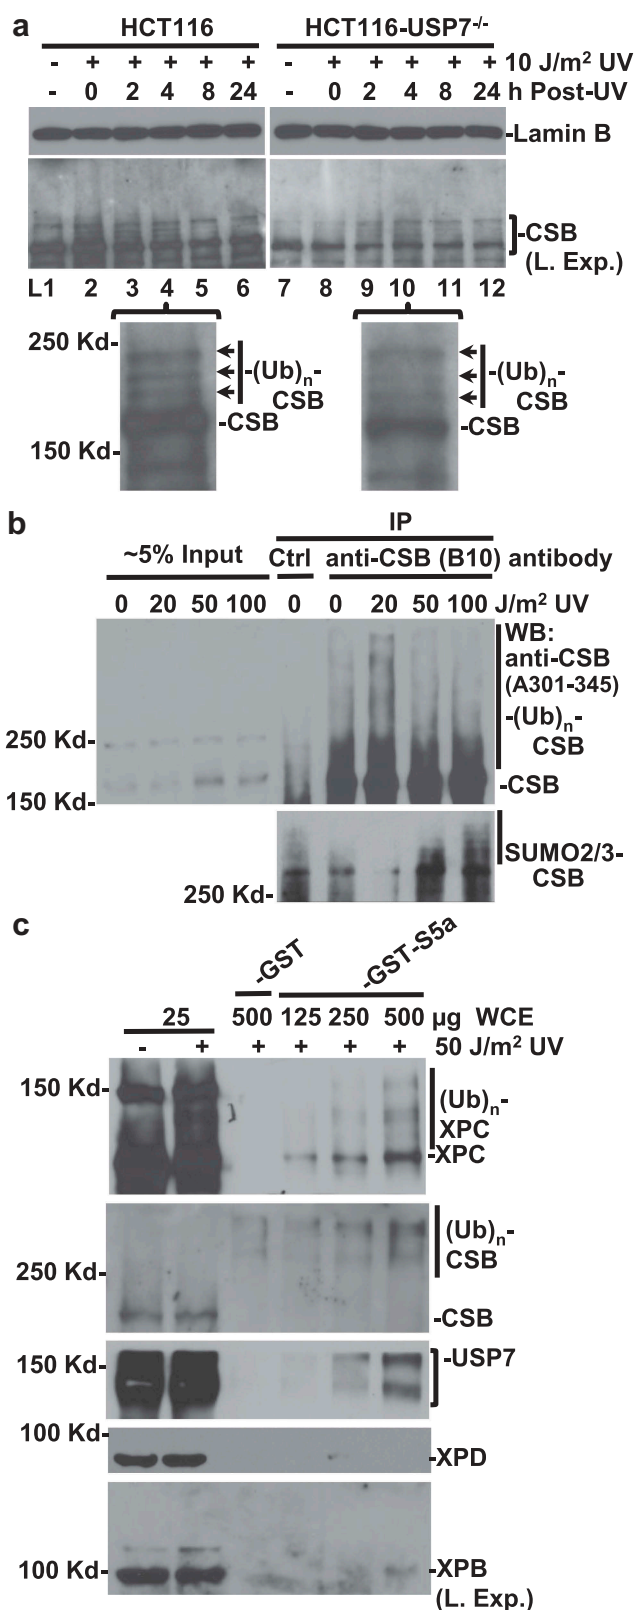 a
HCT116 HCT116-USP7-/-
- + + + + + - + + + + + 10 J/m² UV
- 0 2 4 8 24 - 0 2 4 8 24 h Post-UV
-Lamin B
-CSB
(L. Exp.)
L1 2 3 4 5 6 7 8 9 10 11 12
250 Kd-
-(Ub)n-
CSB
-CSB
150 Kd-
-(Ub)n-
CSB
-CSB
b
IP
~5% Input Ctrl anti-CSB (B10) antibody
0 20 50 100 0 0 20 50 100 J/m² UV
WB:
anti-CSB
(A301-345)
-(Ub)n-
CSB
250 Kd-
-CSB
150 Kd-
SUMO2/3-
CSB
250 Kd-
c
-GST -GST-S5a
25 500 125 250 500 µg WCE
- + + + + + 50 J/m² UV
150 Kd-
(Ub)n-
XPC
-XPC
(Ub)n-
CSB
250 Kd-
-CSB
150 Kd-
-USP7
100 Kd-
-XPD
100 Kd-
-XPB
(L. Exp.)